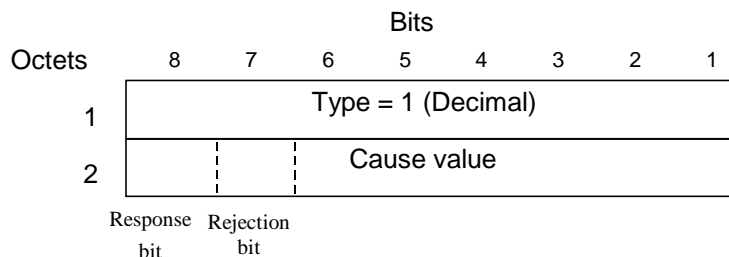 Bits
Octets 8 7 6 5 4 3 2 1
1 Type = 1 (Decimal)
2 Cause value
Response Rejection
bit bit